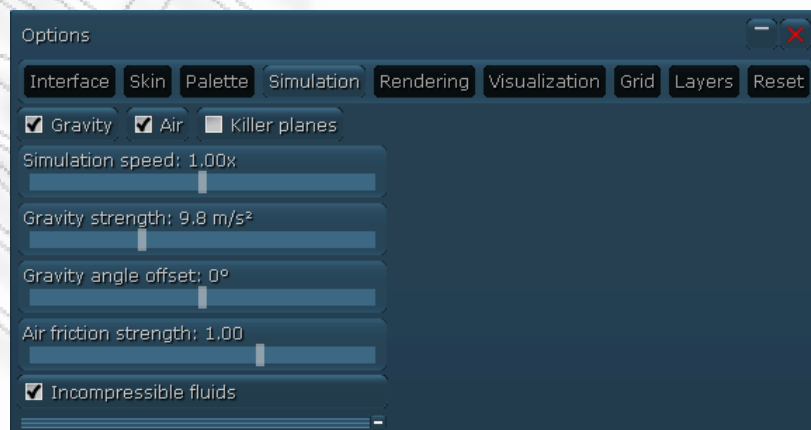 Options
Interface Skin Palette Simulation Rendering Visualization Grid Layers Reset
Gravity Air Killer planes
Simulation speed: 1.00x
Gravity strength: 9.8 m/s²
Gravity angle offset: 0º
Air friction strength: 1.00
Incompressible fluids